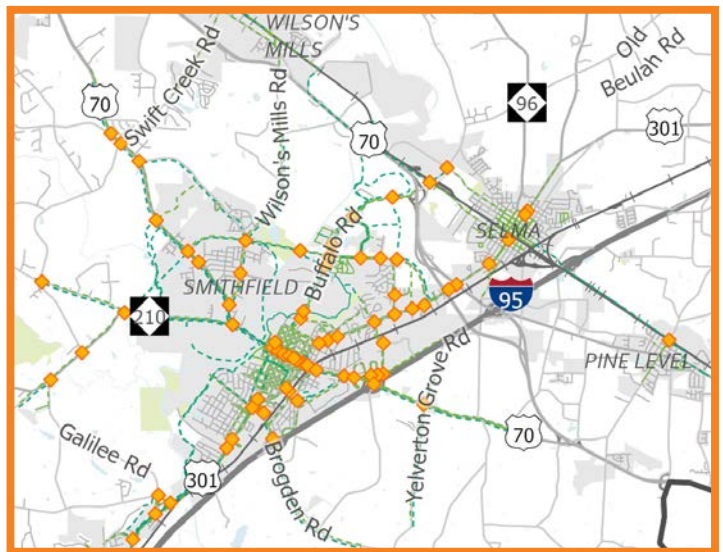 WILSON'S
MILLS
Old
Beulah Rd
Swift Creek Rd
Wilson's Mills Rd
70
96
301
70
Buffalo Rd
SELMA
SMITHFIELD
95
210
PINE LEVEL
Yelverton Grove Rd
70
Galilee Rd
301
Brogden Rd